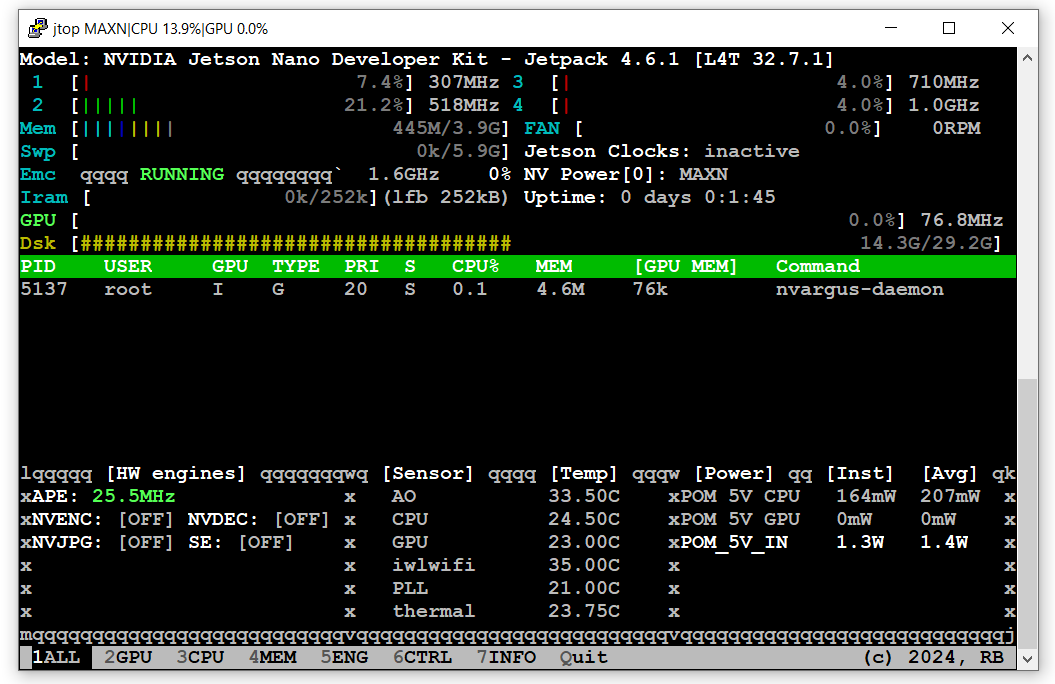 jtop MAXN|CPU 13.9%|GPU 0.0%
Model: NVIDIA Jetson Nano Developer Kit - Jetpack 4.6.1 [L4T 32.7.1]
1 [| 7.4%] 307MHz 3 [| 4.0%] 710MHz
2 [||||| 21.2%] 518MHz 4 [| 4.0%] 1.0GHz
Mem [|||||||| 445M/3.9G] FAN [ 0.0%] 0RPM
Swp [ 0k/5.9G] Jetson Clocks: inactive
Emc qqqq RUNNING qqqqqqqq` 1.6GHz 0% NV Power[0]: MAXN
Iram [ 0k/252k](lfb 252kB) Uptime: 0 days 0:1:45
GPU [ 0.0%] 76.8MHz
Dsk [#################################### 14.3G/29.2G]
PID USER GPU TYPE PRI S CPU% MEM [GPU MEM] Command
5137 root I G 20 S 0.1 4.6M 76k nvargus-daemon
lqqqqq [HW engines] qqqqqqqwq [Sensor] qqqq [Temp] qqqw [Power] qq [Inst] [Avg] qk
xAPE: 25.5MHz x AO 33.50C xPOM 5V CPU 164mW 207mW x
xNVENC: [OFF] NVDEC: [OFF] x CPU 24.50C xPOM 5V GPU 0mW 0mW x
xNVJPG: [OFF] SE: [OFF] x GPU 23.00C xPOM_5V_IN 1.3W 1.4W x
x x iwlwifi 35.00C x x
x x PLL 21.00C x x
x x thermal 23.75C x x
mqqqqqqqqqqqqqqqqqqqqqqqqqqvqqqqqqqqqqqqqqqqqqqqqqqqqqvqqqqqqqqqqqqqqqqqqqqqqqqqqqj
1ALL 2GPU 3CPU 4MEM 5ENG 6CTRL 7INFO Quit (c) 2024, RB